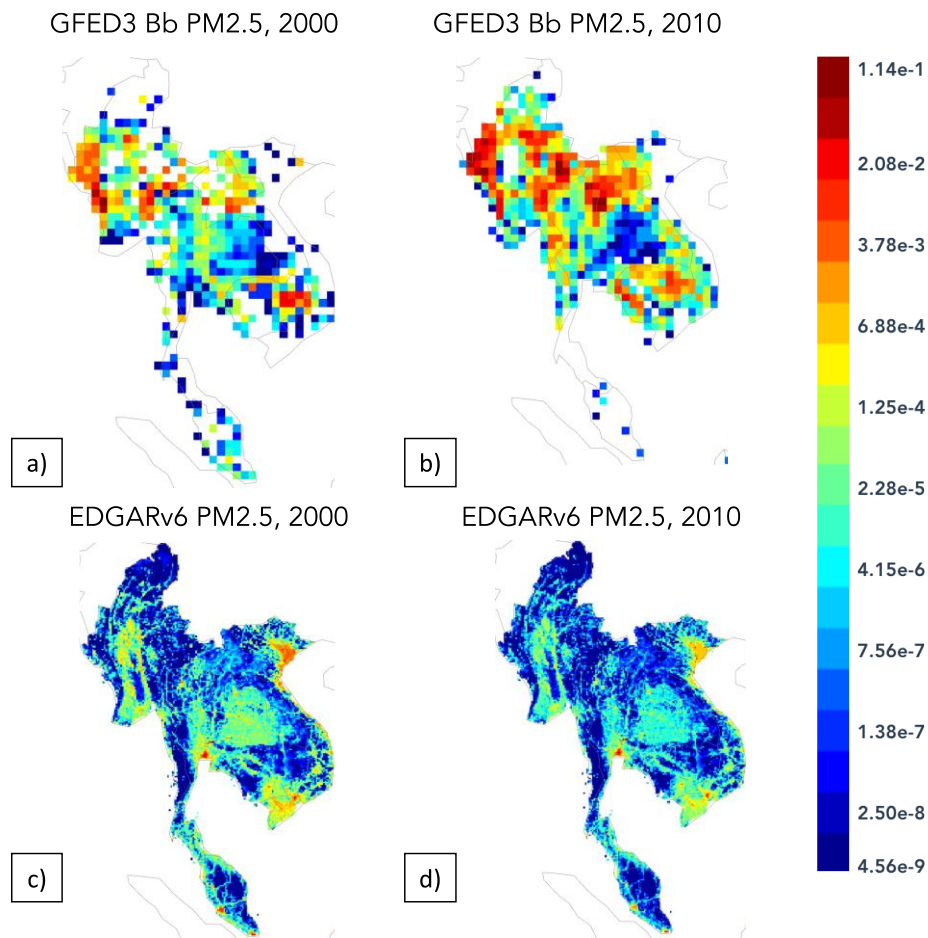 GFED3 Bb PM2.5, 2000
GFED3 Bb PM2.5, 2010
1.14e-1
2.08e-2
3.78e-3
6.88e-4
1.25e-4
2.28e-5
4.15e-6
7.56e-7
1.38e-7
2.50e-8
4.56e-9
a)
b)
EDGARv6 PM2.5, 2000
EDGARv6 PM2.5, 2010
c)
d)